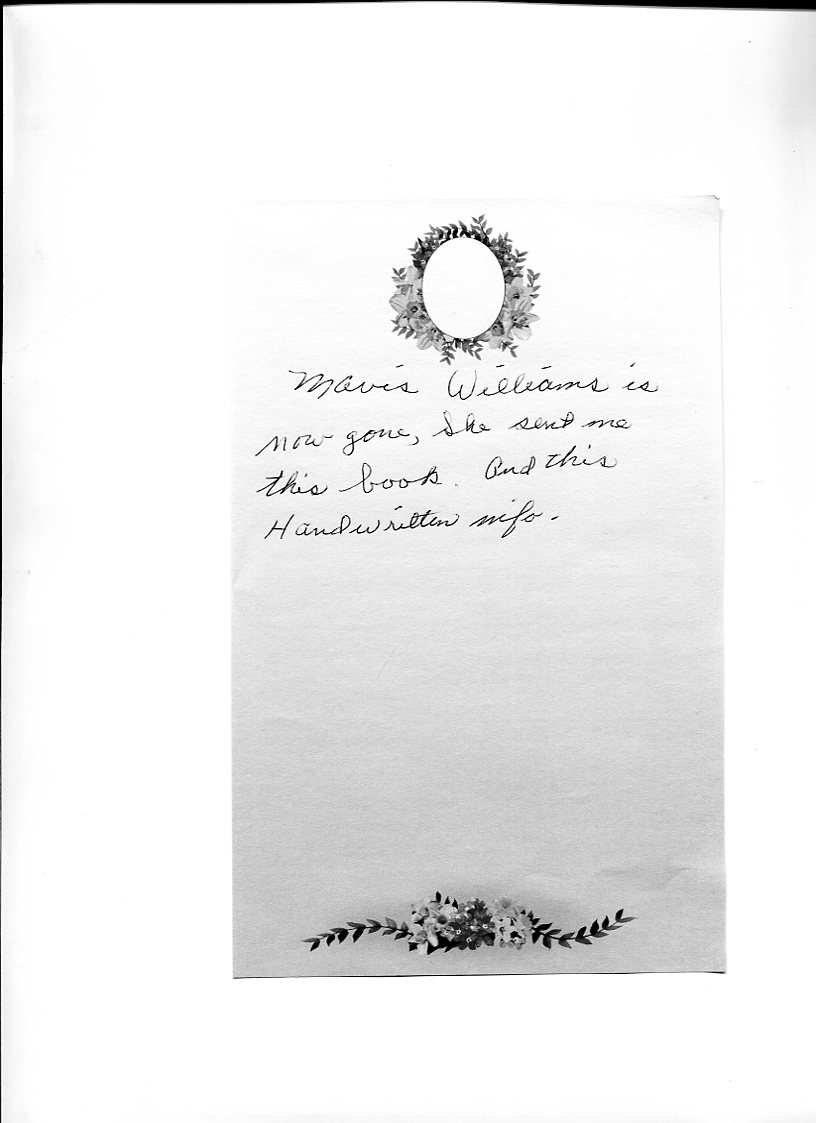 Mavis Williams is
now gone, She sent me
this book. And this
Handwritten info.